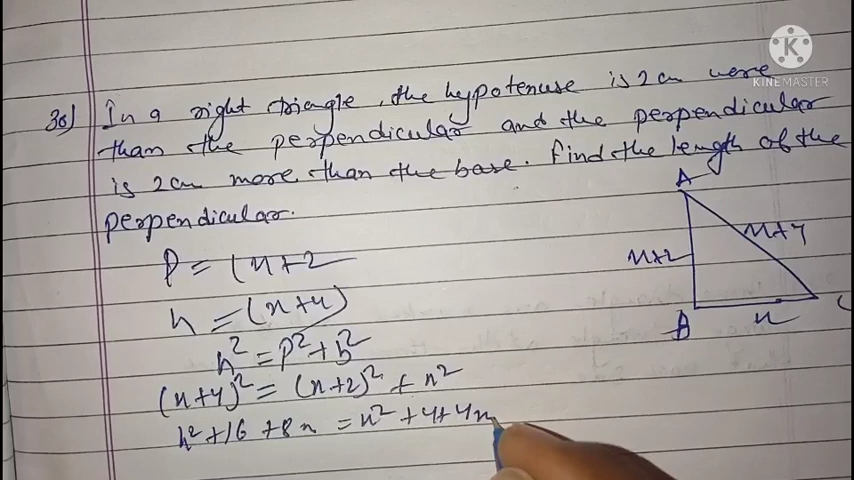 KINEMASTER
30) In a right triangle, the hypotenuse is 2 cm more
than the perpendicular and the perpendicular
is 2 cm more than the base. Find the length of the
perpendicular.
P = (x+2
h = (x+4)
h² = p² + b²
(x+4)² = (x+2)² + x²
x² + 16 + 8x = x² + 4 + 4x
A
x+2
x+4
B
x
C